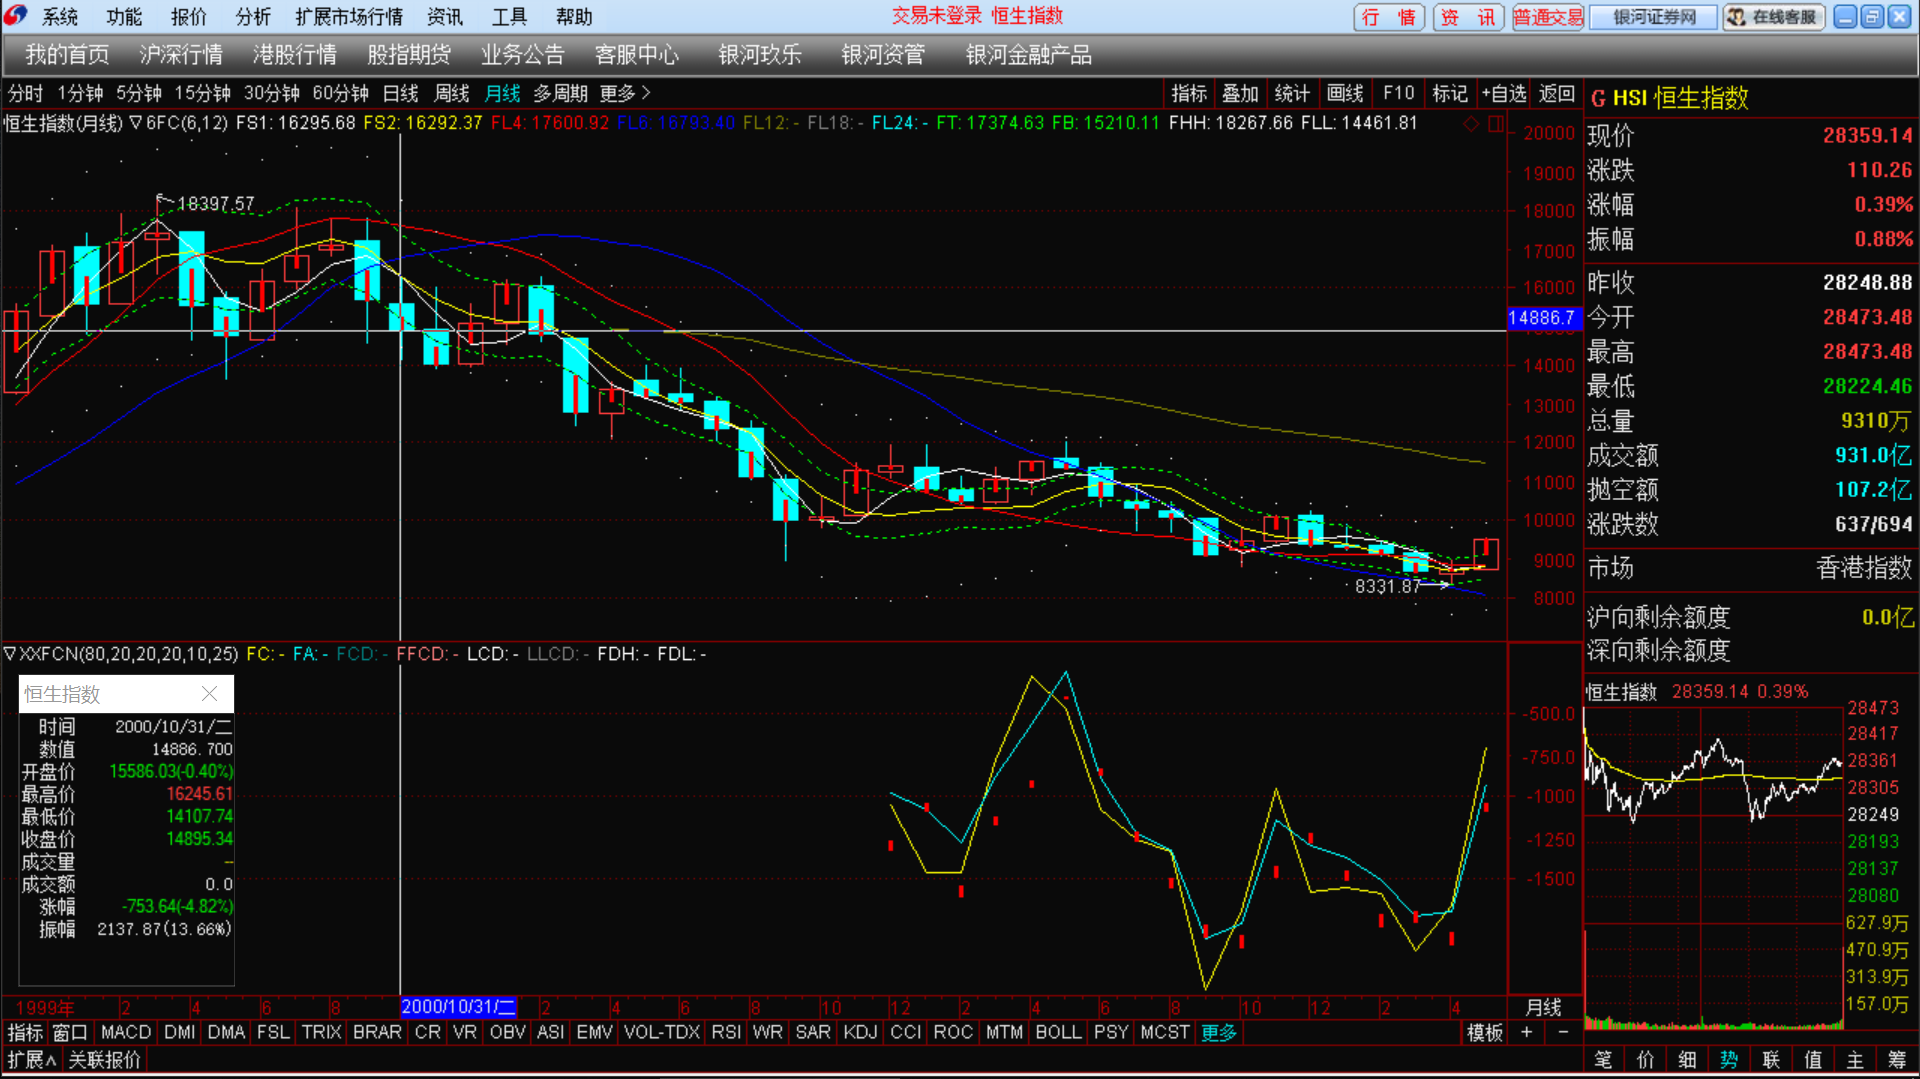 系统 功能 报价 分析 扩展市场行情 资讯 工具 帮助 交易未登录 恒生指数 行 情 资 讯 普通交易 银河证券网 在线客服
我的首页 沪深行情 港股行情 股指期货 业务公告 客服中心 银河玖乐 银河资管 银河金融产品
分时 1分钟 5分钟 15分钟 30分钟 60分钟 日线 周线 月线 多周期 更多 > 指标 叠加 统计 画线 F10 标记 +自选 返回
恒生指数(月线) ▽6FC(6,12) FS1: 16295.68 FS2: 16292.37 FL4: 17600.92 FL6: 16793.40 FL12: - FL18: - FL24: - FT: 17374.63 FB: 15210.11 FHH: 18267.66 FLL: 14461.81
20000
19000
18000
17000
16000
14886.7
14000
13000
12000
11000
10000
9000
8000
18397.57
8331.87
▽XXFCN(80,20,20,20,10,25) FC: - FA: - FCD: - FFCD: - LCD: - LLCD: - FDH: - FDL: -
-500.0
-750.0
-1000
-1250
-1500
恒生指数
时间 2000/10/31/二
数值 14886.700
开盘价 15586.03(-0.40%)
最高价 16245.61
最低价 14107.74
收盘价 14895.34
成交量 --
成交额 0.0
涨幅 -753.64(-4.82%)
振幅 2137.87(13.66%)
1999年 2 4 6 8 2000/10/31/二 2 4 6 8 10 12 2 4 6 8 10 12 2 4 月线
指标 窗口 MACD DMI DMA FSL TRIX BRAR CR VR OBV ASI EMV VOL-TDX RSI WR SAR KDJ CCI ROC MTM BOLL PSY MCST 更多 模板 + -
扩展∧ 关联报价
G HSI 恒生指数
现价 28359.14
涨跌 110.26
涨幅 0.39%
振幅 0.88%
昨收 28248.88
今开 28473.48
最高 28473.48
最低 28224.46
总量 9310万
成交额 931.0亿
抛空额 107.2亿
涨跌数 637/694
市场 香港指数
沪向剩余额度 0.0亿
深向剩余额度
恒生指数 28359.14 0.39%
28473
28417
28361
28305
28249
28193
28137
28080
627.9万
470.9万
313.9万
157.0万
笔 价 细 势 联 值 主 筹